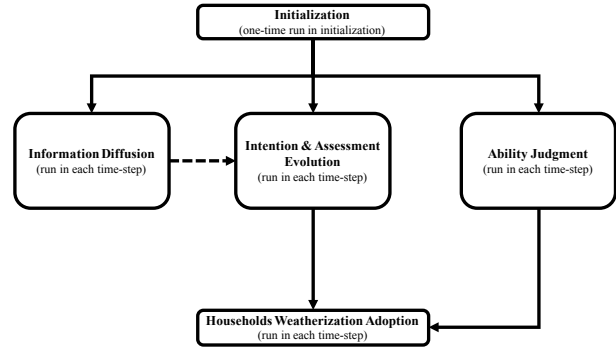 Initialization
(one-time run in initialization)
Information Diffusion
(run in each time-step)
Intention & Assessment
Evolution
(run in each time-step)
Ability Judgment
(run in each time-step)
Households Weatherization Adoption
(run in each time-step)